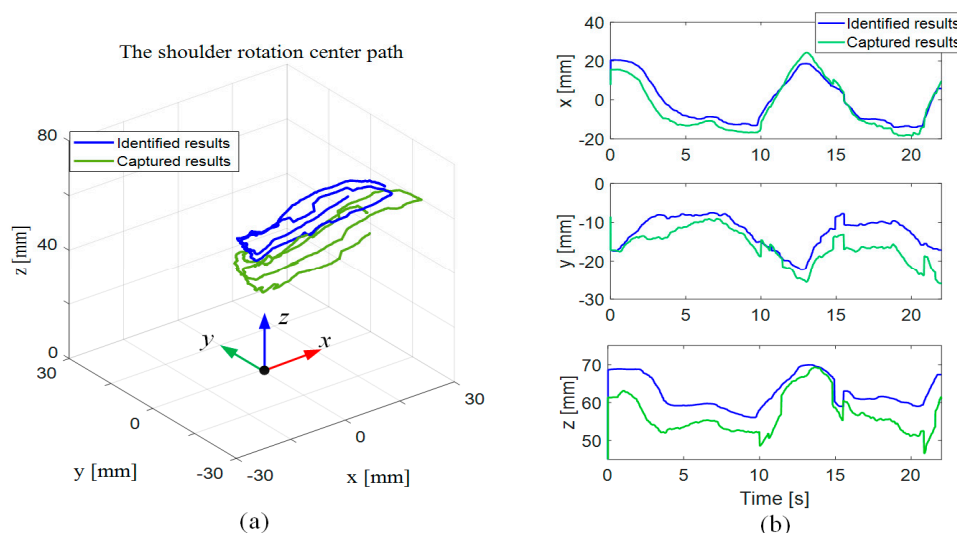 The shoulder rotation center path
Identified results
Captured results
80
40
0
z [mm]
30
0
-30
y [mm]
-30
0
30
x [mm]
z
y
x
(a)
Identified results
Captured results
40
20
0
-20
x [mm]
0 5 10 15 20
0
-10
-20
-30
y [mm]
0 5 10 15 20
70
60
50
z [mm]
0 5 10 15 20
Time [s]
(b)